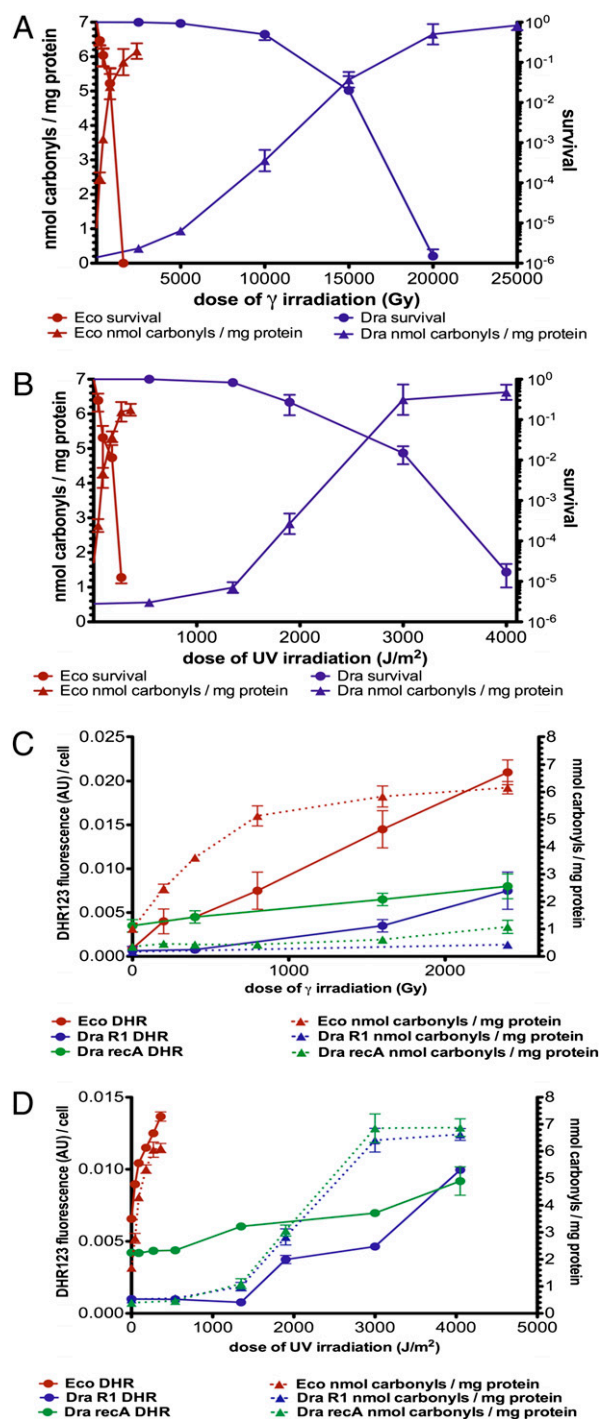 A
nmol carbonyls / mg protein
7
6
5
4
3
2
1
0
10⁰
10⁻¹
10⁻²
10⁻³
10⁻⁴
10⁻⁵
10⁻⁶
survival
5000 10000 15000 20000 25000
dose of γ irradiation (Gy)
Eco survival Dra survival
Eco nmol carbonyls / mg protein Dra nmol carbonyls / mg protein
B
nmol carbonyls / mg protein
7
6
5
4
3
2
1
0
10⁰
10⁻¹
10⁻²
10⁻³
10⁻⁴
10⁻⁵
10⁻⁶
survival
1000 2000 3000 4000
dose of UV irradiation (J/m²)
Eco survival Dra survival
Eco nmol carbonyls / mg protein Dra nmol carbonyls / mg protein
C
DHR123 fluorescence (AU) / cell
0.025
0.020
0.015
0.010
0.005
0.000
8
7
6
5
4
3
2
1
0
nmol carbonyls / mg protein
0 1000 2000
dose of γ irradiation (Gy)
Eco DHR Eco nmol carbonyls / mg protein
Dra R1 DHR Dra R1 nmol carbonyls / mg protein
Dra recA DHR Dra recA nmol carbonyls / mg protein
D
DHR123 fluorescence (AU) / cell
0.015
0.010
0.005
0.000
8
7
6
5
4
3
2
1
0
nmol carbonyls / mg protein
0 1000 2000 3000 4000 5000
dose of UV irradiation (J/m²)
Eco DHR Eco nmol carbonyls / mg protein
Dra R1 DHR Dra R1 nmol carbonyls / mg protein
Dra recA DHR Dra recA nmol carbonyls / mg protein